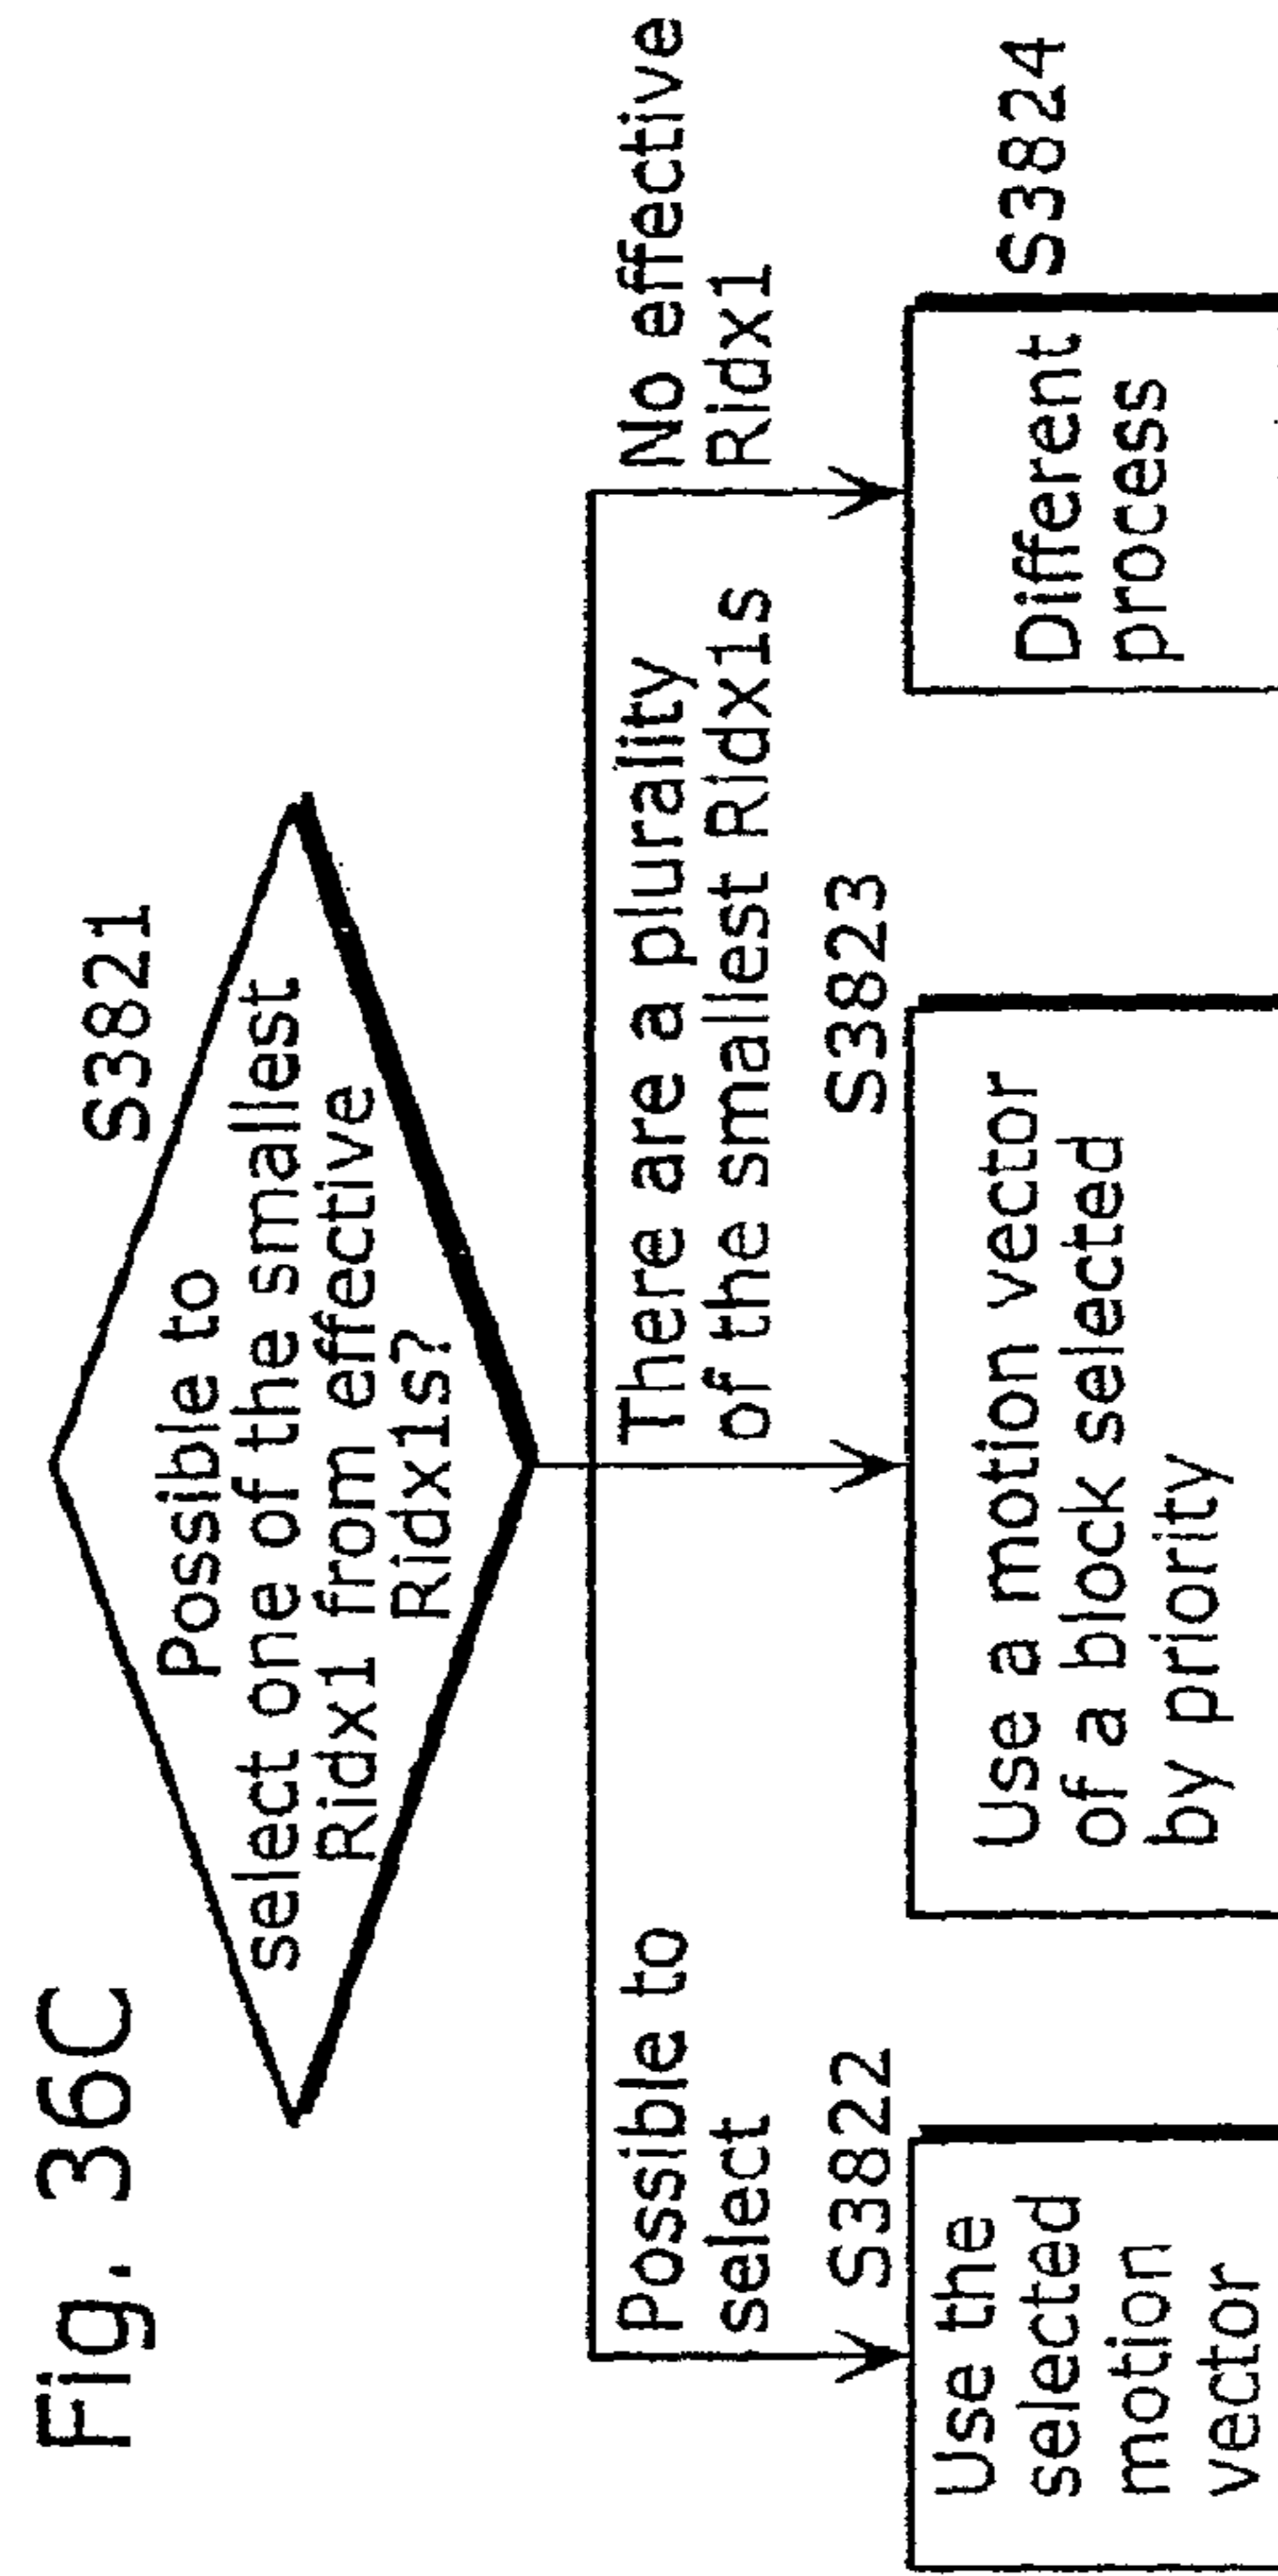 Fig. 36C
S3821
Possible to
select one of the smallest
Ridx1 from effective
Ridx1s?
Possible to
select
There are a plurality
of the smallest Ridx1s
No effective
Ridx1
S3822
Use the
selected
motion
vector
S3823
Use a motion vector
of a block selected
by priority
S3824
Different
process